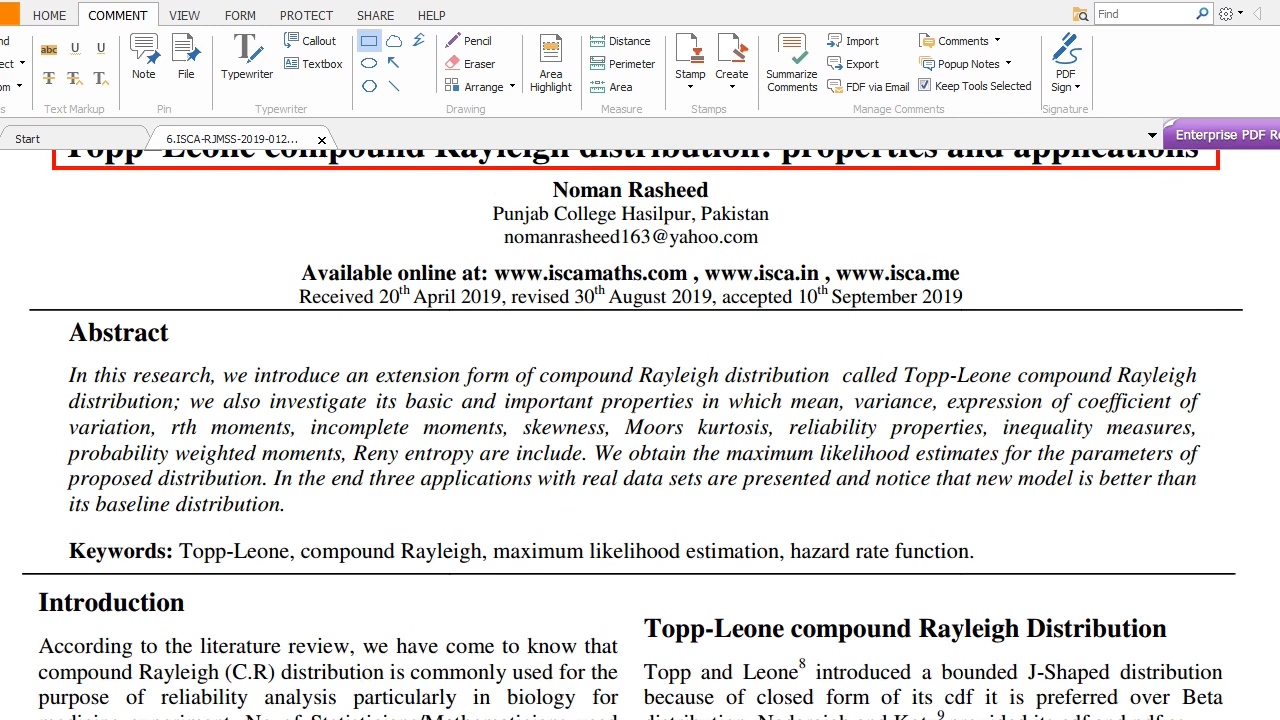 HOME COMMENT VIEW FORM PROTECT SHARE HELP
Find
Note
File
Typewriter
Callout
Textbox
Pencil
Eraser
Arrange
Area
Highlight
Distance
Perimeter
Area
Stamp
Create
Summarize
Comments
Import
Export
PDF via Email
Comments
Popup Notes
Keep Tools Selected
PDF
Sign
Text Markup
Pin
Typewriter
Drawing
Measure
Stamps
Manage Comments
Signature
Start
6.ISCA-RJMSS-2019-012...
Enterprise PDF Re
Topp–Leone compound Rayleigh distribution: properties and applications
Noman Rasheed
Punjab College Hasilpur, Pakistan
nomanrasheed163@yahoo.com
Available online at: www.iscamaths.com , www.isca.in , www.isca.me
Received 20th April 2019, revised 30th August 2019, accepted 10th September 2019
Abstract
In this research, we introduce an extension form of compound Rayleigh distribution called Topp-Leone compound Rayleigh
distribution; we also investigate its basic and important properties in which mean, variance, expression of coefficient of
variation, rth moments, incomplete moments, skewness, Moors kurtosis, reliability properties, inequality measures,
probability weighted moments, Reny entropy are include. We obtain the maximum likelihood estimates for the parameters of
proposed distribution. In the end three applications with real data sets are presented and notice that new model is better than
its baseline distribution.
Keywords: Topp-Leone, compound Rayleigh, maximum likelihood estimation, hazard rate function.
Introduction
According to the literature review, we have come to know that
compound Rayleigh (C.R) distribution is commonly used for the
purpose of reliability analysis particularly in biology for
Topp-Leone compound Rayleigh Distribution
Topp and Leone8 introduced a bounded J-Shaped distribution
because of closed form of its cdf it is preferred over Beta